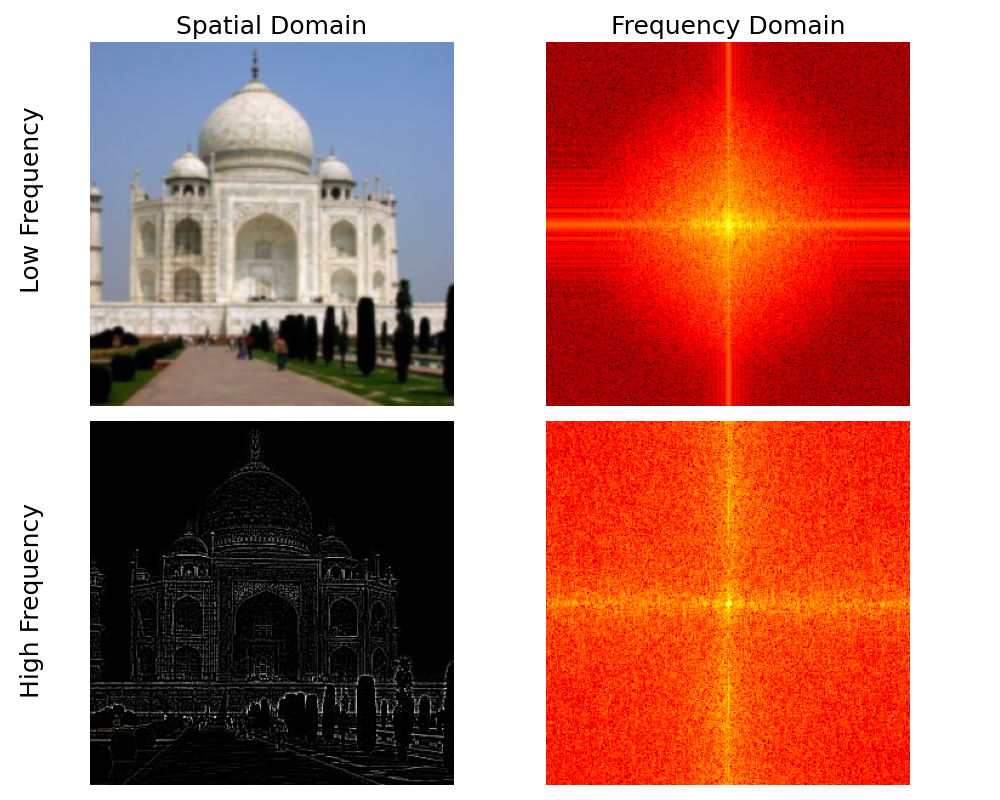 Spatial Domain
Frequency Domain
Low Frequency
High Frequency